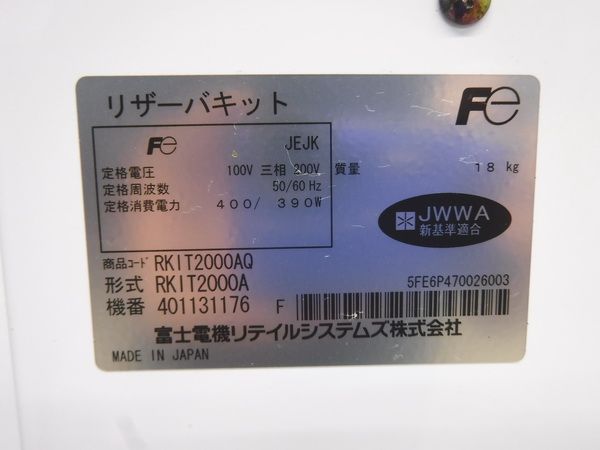 リザーバキット
Fe
Fe JEJK
定格電圧 100V 三相 200V 質量 18 kg
定格周波数 50/60 Hz
定格消費電力 400/ 390W
JWWA
新基準適合
商品コード RKIT2000AQ
形式 RKIT2000A
5FE6P470026003
機番 401131176 F
富士電機リテイルシステムズ株式会社
MADE IN JAPAN